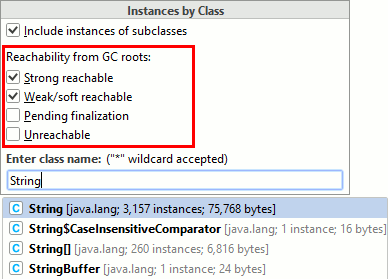 Instances by Class
Include instances of subclasses
Reachability from GC roots:
Strong reachable
Weak/soft reachable
Pending finalization
Unreachable
Enter class name: ("*" wildcard accepted)
String
String [java.lang; 3,157 instances; 75,768 bytes]
String$CaseInsensitiveComparator [java.lang; 1 instance; 16 bytes]
String[] [java.lang; 260 instances; 6,816 bytes]
StringBuffer [java.lang; 1 instance; 24 bytes]